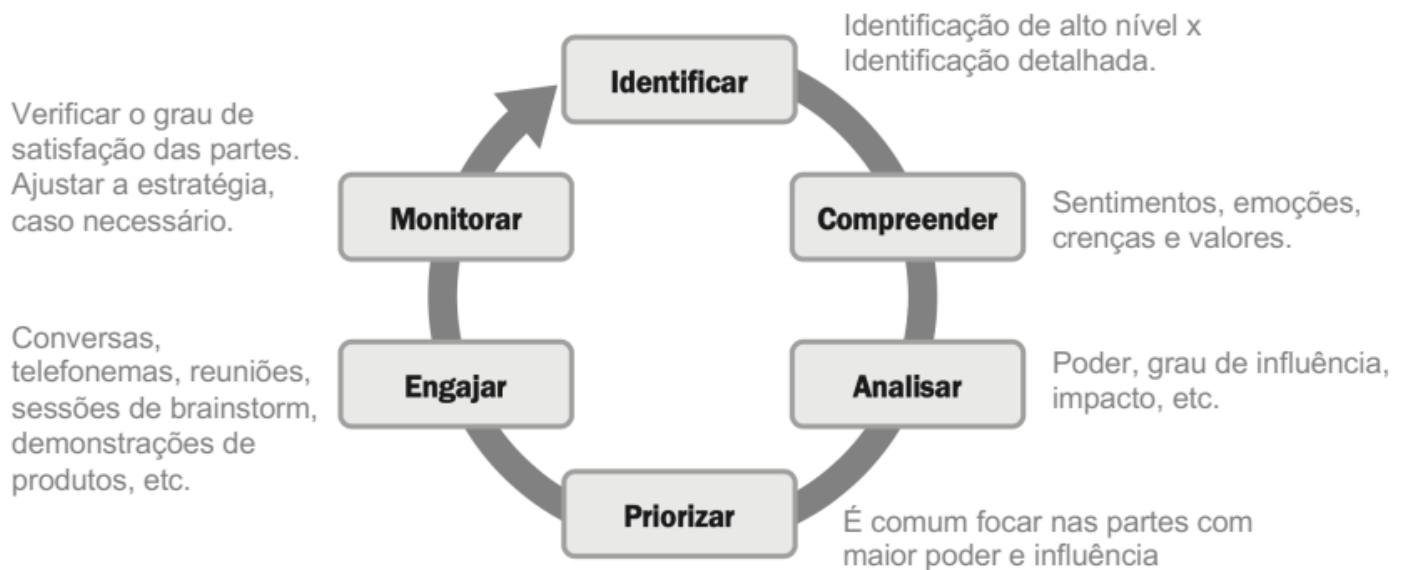 Identificar
Identificação de alto nível x
Identificação detalhada.
Compreender
Sentimentos, emoções,
crenças e valores.
Analisar
Poder, grau de influência,
impacto, etc.
Priorizar
É comum focar nas partes com
maior poder e influência
Engajar
Conversas,
telefonemas, reuniões,
sessões de brainstorm,
demonstrações de
produtos, etc.
Monitorar
Verificar o grau de
satisfação das partes.
Ajustar a estratégia,
caso necessário.